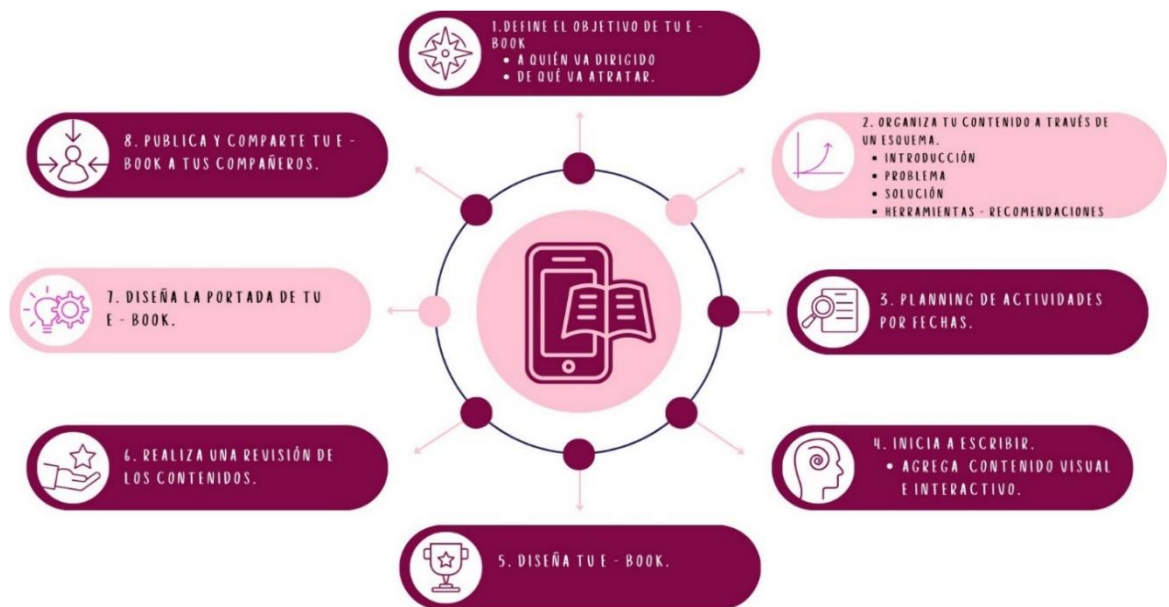 1.DEFINE EL OBJETIVO DE TU E -
BOOK
• A QUIÉN VA DIRIGIDO
• DE QUÉ VA ATRATAR.
2. ORGANIZA TU CONTENIDO A TRAVÉS DE
UN ESQUEMA.
• INTRODUCCIÓN
• PROBLEMA
• SOLUCIÓN
• HERRAMIENTAS - RECOMENDACIONES
3. PLANNING DE ACTIVIDADES
POR FECHAS.
4. INICIA A ESCRIBIR.
• AGREGA CONTENIDO VISUAL
E INTERACTIVO.
5. DISEÑA TU E - BOOK.
6. REALIZA UNA REVISIÓN DE
LOS CONTENIDOS.
7. DISEÑA LA PORTADA DE TU
E - BOOK.
8. PUBLICA Y COMPARTE TU E -
BOOK A TUS COMPAÑEROS.